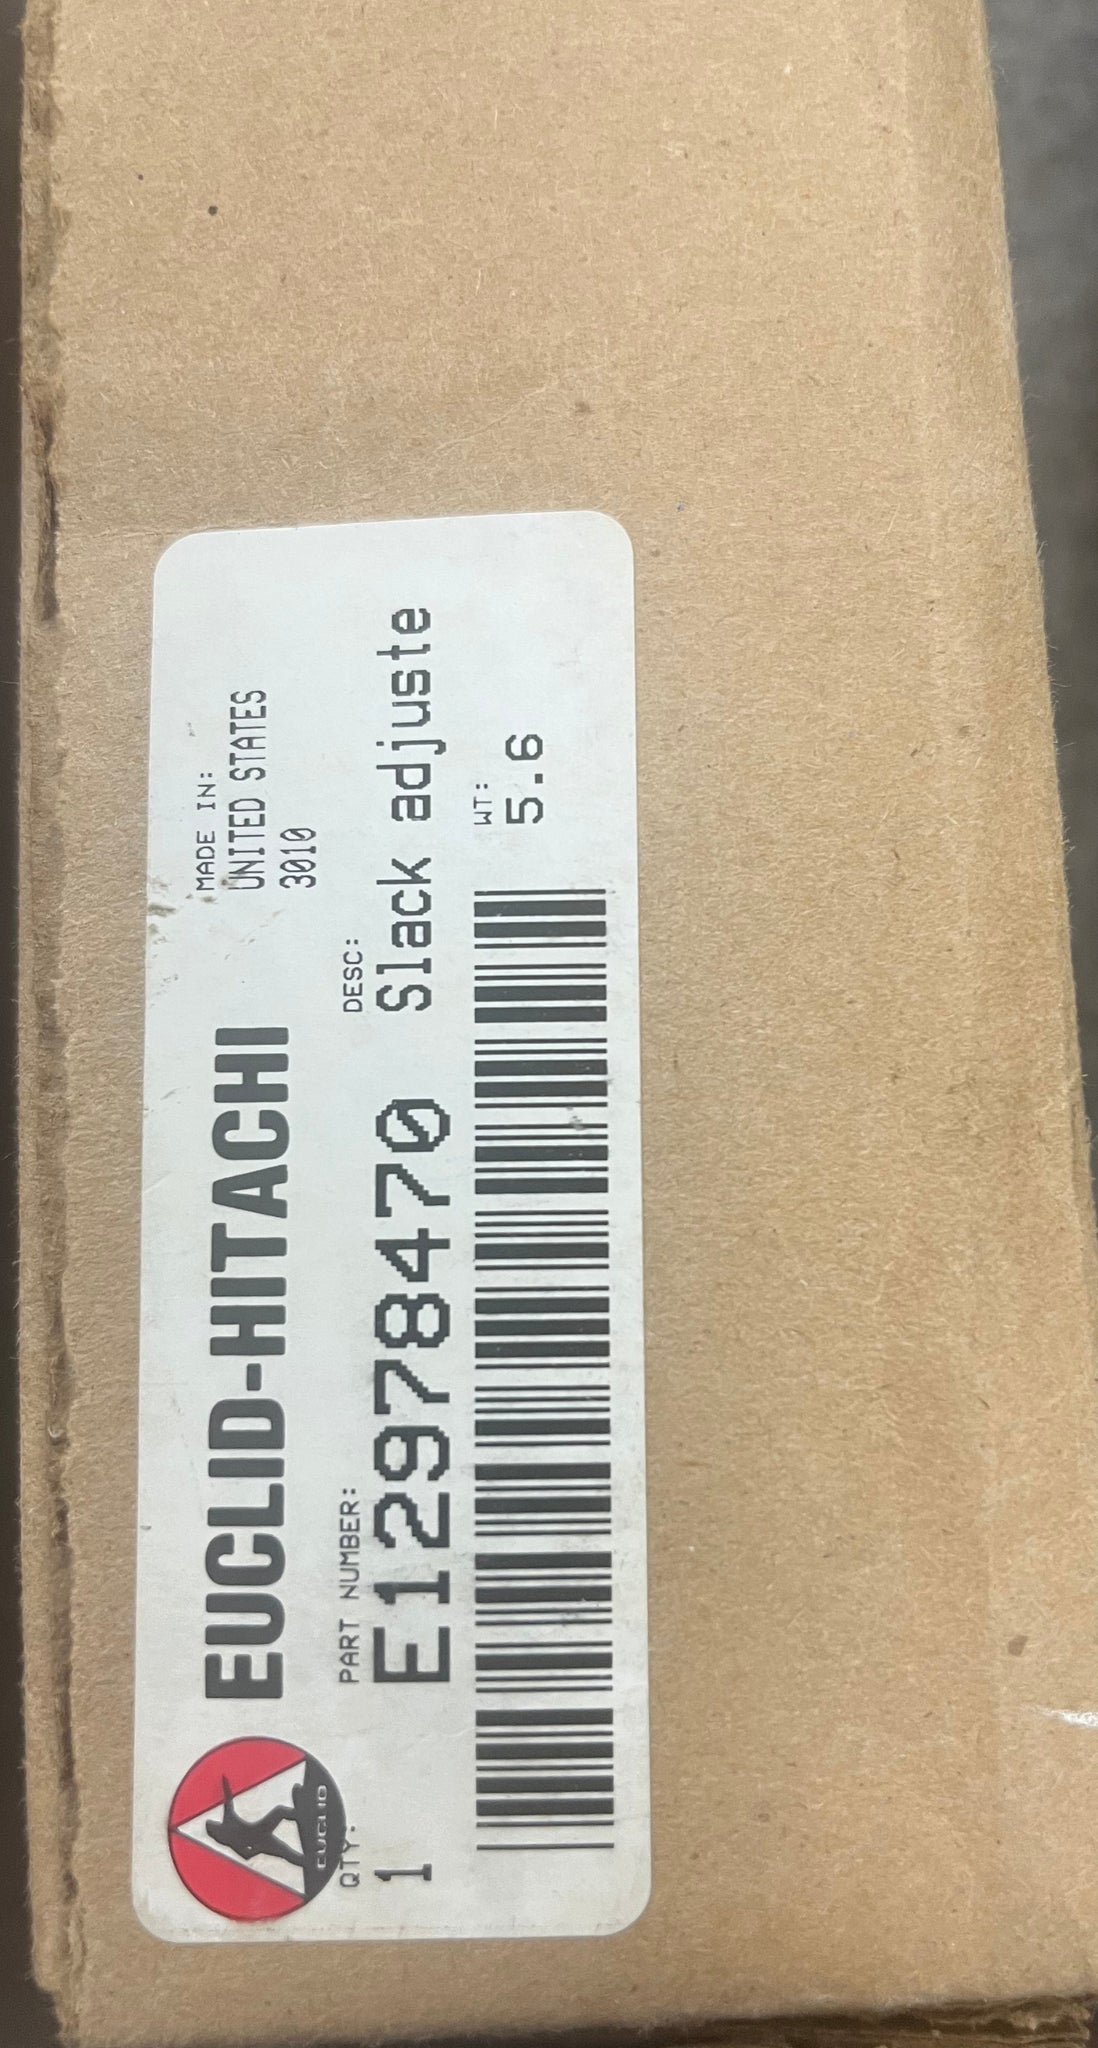 EUCLID
EUCLID-HITACHI
MADE IN:
UNITED STATES
3010
QTY:
1
PART NUMBER:
E12978470
DESC:
Slack adjuste
WT:
5.6